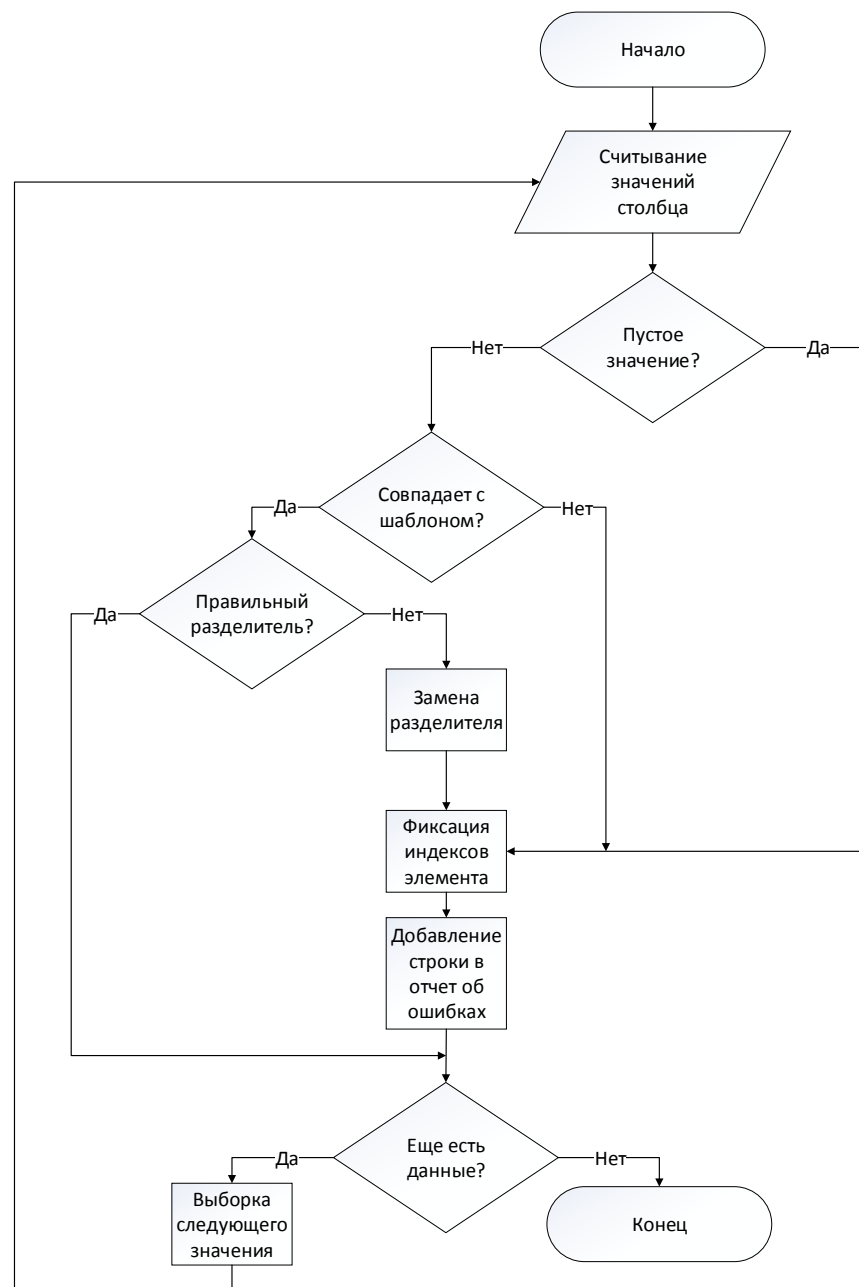 Начало
Считывание
значений
столбца
Пустое
значение?
Нет
Да
Совпадает с
шаблоном?
Да
Нет
Правильный
разделитель?
Да
Нет
Замена
разделителя
Фиксация
индексов
элемента
Добавление
строки в
отчет об
ошибках
Еще есть
данные?
Да
Нет
Выборка
следующего
значения
Конец